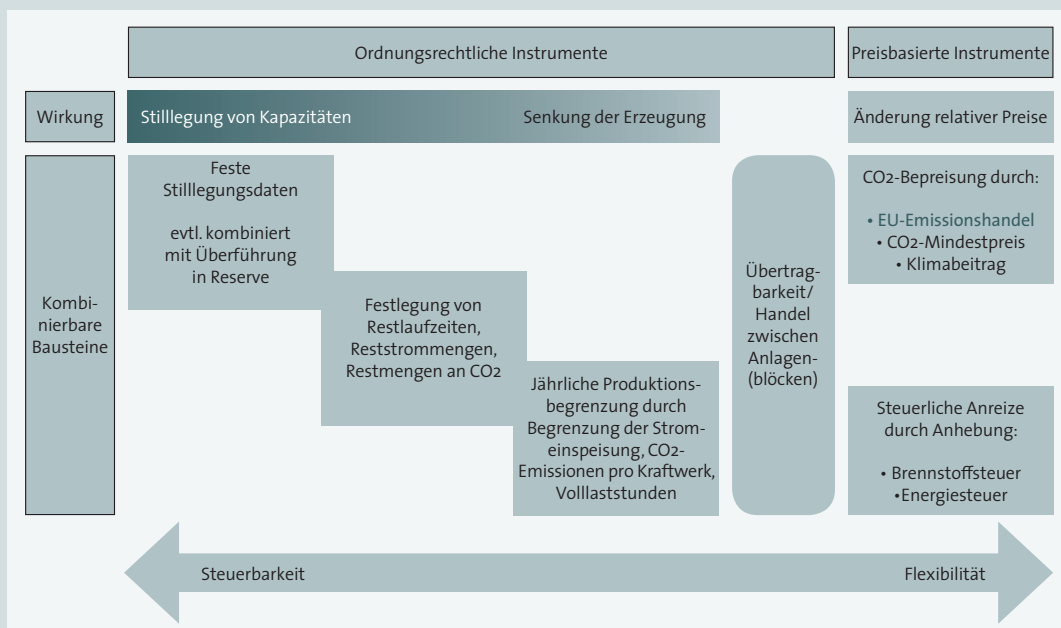 Ordnungsrechtliche Instrumente
Preisbasierte Instrumente
Wirkung
Stilllegung von Kapazitäten
Senkung der Erzeugung
Änderung relativer Preise
Kombi-
nierbare
Bausteine
Feste
Stilllegungsdaten
evtl. kombiniert
mit Überführung
in Reserve
Festlegung von
Restlaufzeiten,
Reststrommengen,
Restmengen an CO2
Jährliche Produktions-
begrenzung durch
Begrenzung der Strom-
einspeisung, CO2-
Emissionen pro Kraftwerk,
Volllaststunden
Übertrag-
barkeit/
Handel
zwischen
Anlagen-
(blöcken)
CO2-Bepreisung durch:
• EU-Emissionshandel
• CO2-Mindestpreis
• Klimabeitrag
Steuerliche Anreize
durch Anhebung:
• Brennstoffsteuer
•Energiesteuer
Steuerbarkeit
Flexibilität